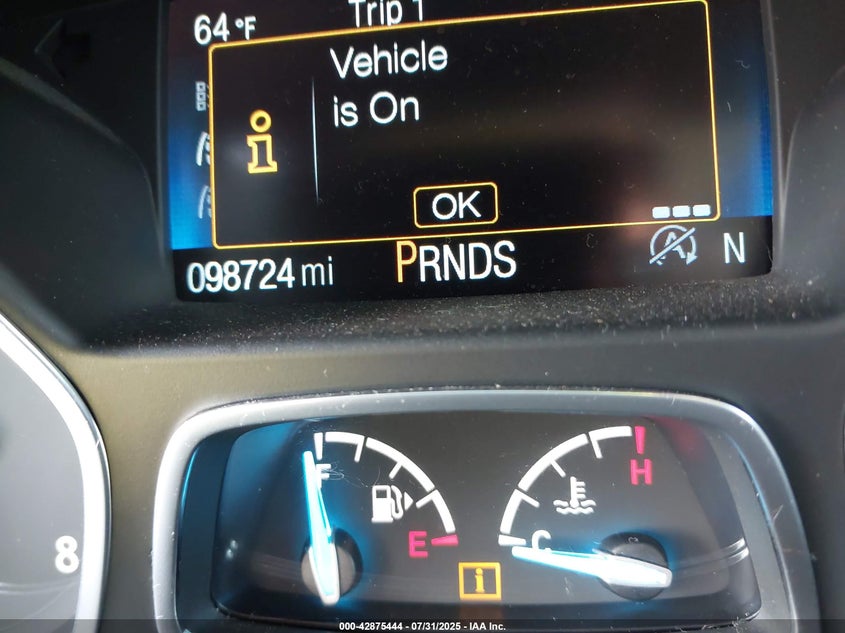 64 °F
Trip 1
Vehicle
is On
i
OK
098724 mi
PRNDS
A
N
F
H
E
C
8
i
000-42875444 - 07/31/2025 - IAA Inc.